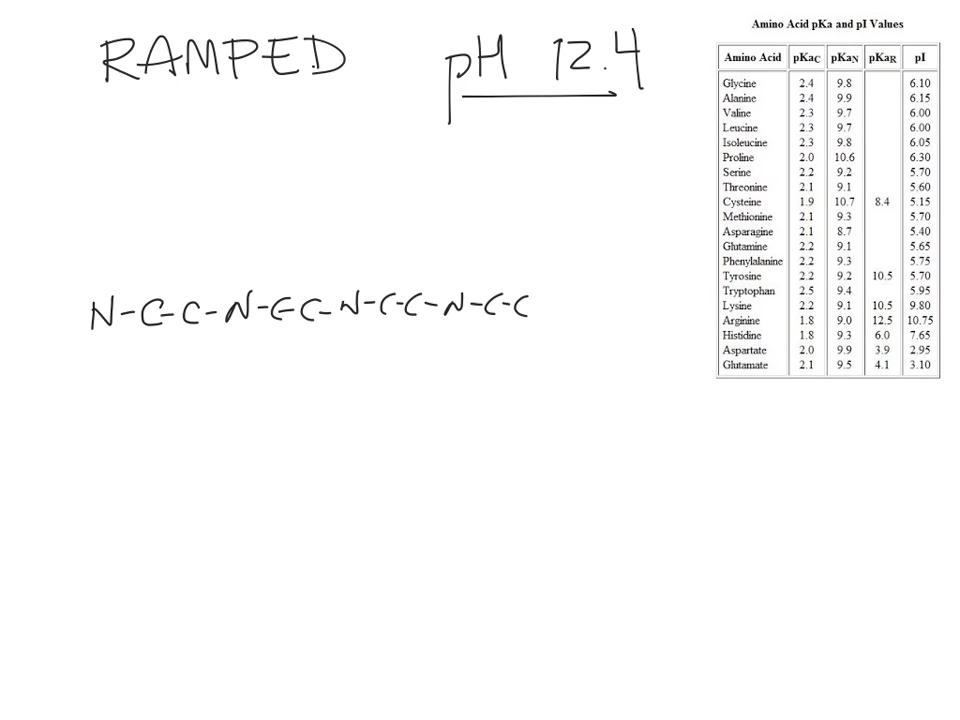 RAMPED pH 12.4
N-C-C-N-C-C-N-C-C-N-C-C
Amino Acid pKa and pI Values
Amino Acid pKaC pKaN pKaR pI
Glycine 2.4 9.8 6.10
Alanine 2.4 9.9 6.15
Valine 2.3 9.7 6.00
Leucine 2.3 9.7 6.00
Isoleucine 2.3 9.8 6.05
Proline 2.0 10.6 6.30
Serine 2.2 9.2 5.70
Threonine 2.1 9.1 5.60
Cysteine 1.9 10.7 8.4 5.15
Methionine 2.1 9.3 5.70
Asparagine 2.1 8.7 5.40
Glutamine 2.2 9.1 5.65
Phenylalanine 2.2 9.3 5.75
Tyrosine 2.2 9.2 10.5 5.70
Tryptophan 2.5 9.4 5.95
Lysine 2.2 9.1 10.5 9.80
Arginine 1.8 9.0 12.5 10.75
Histidine 1.8 9.3 6.0 7.65
Aspartate 2.0 9.9 3.9 2.95
Glutamate 2.1 9.5 4.1 3.10